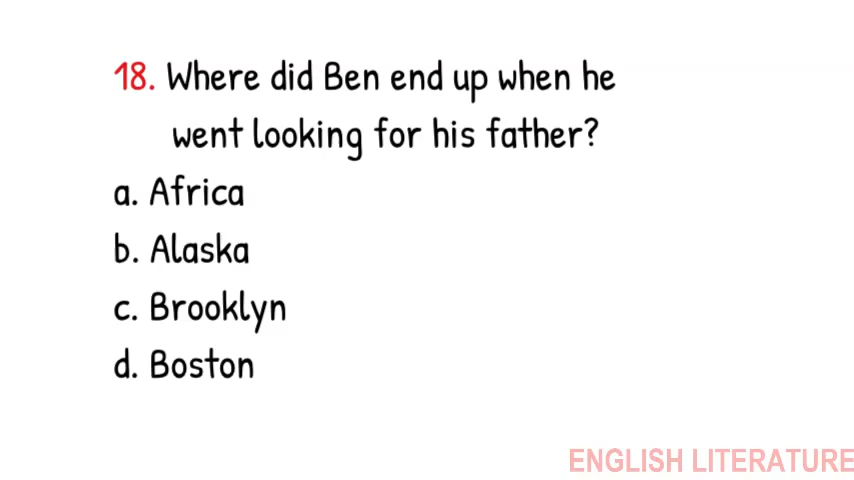 18. Where did Ben end up when he
went looking for his father?
a. Africa
b. Alaska
c. Brooklyn
d. Boston
ENGLISH LITERATURE